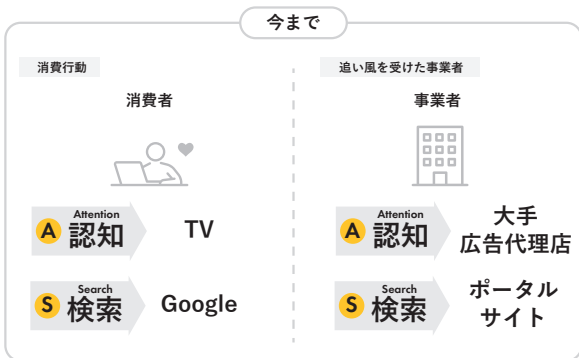 今まで
消費行動
消費者
Attention
A 認知
TV
Search
S 検索
Google
追い風を受けた事業者
事業者
Attention
A 認知
大手
広告代理店
Search
S 検索
ポータル
サイト